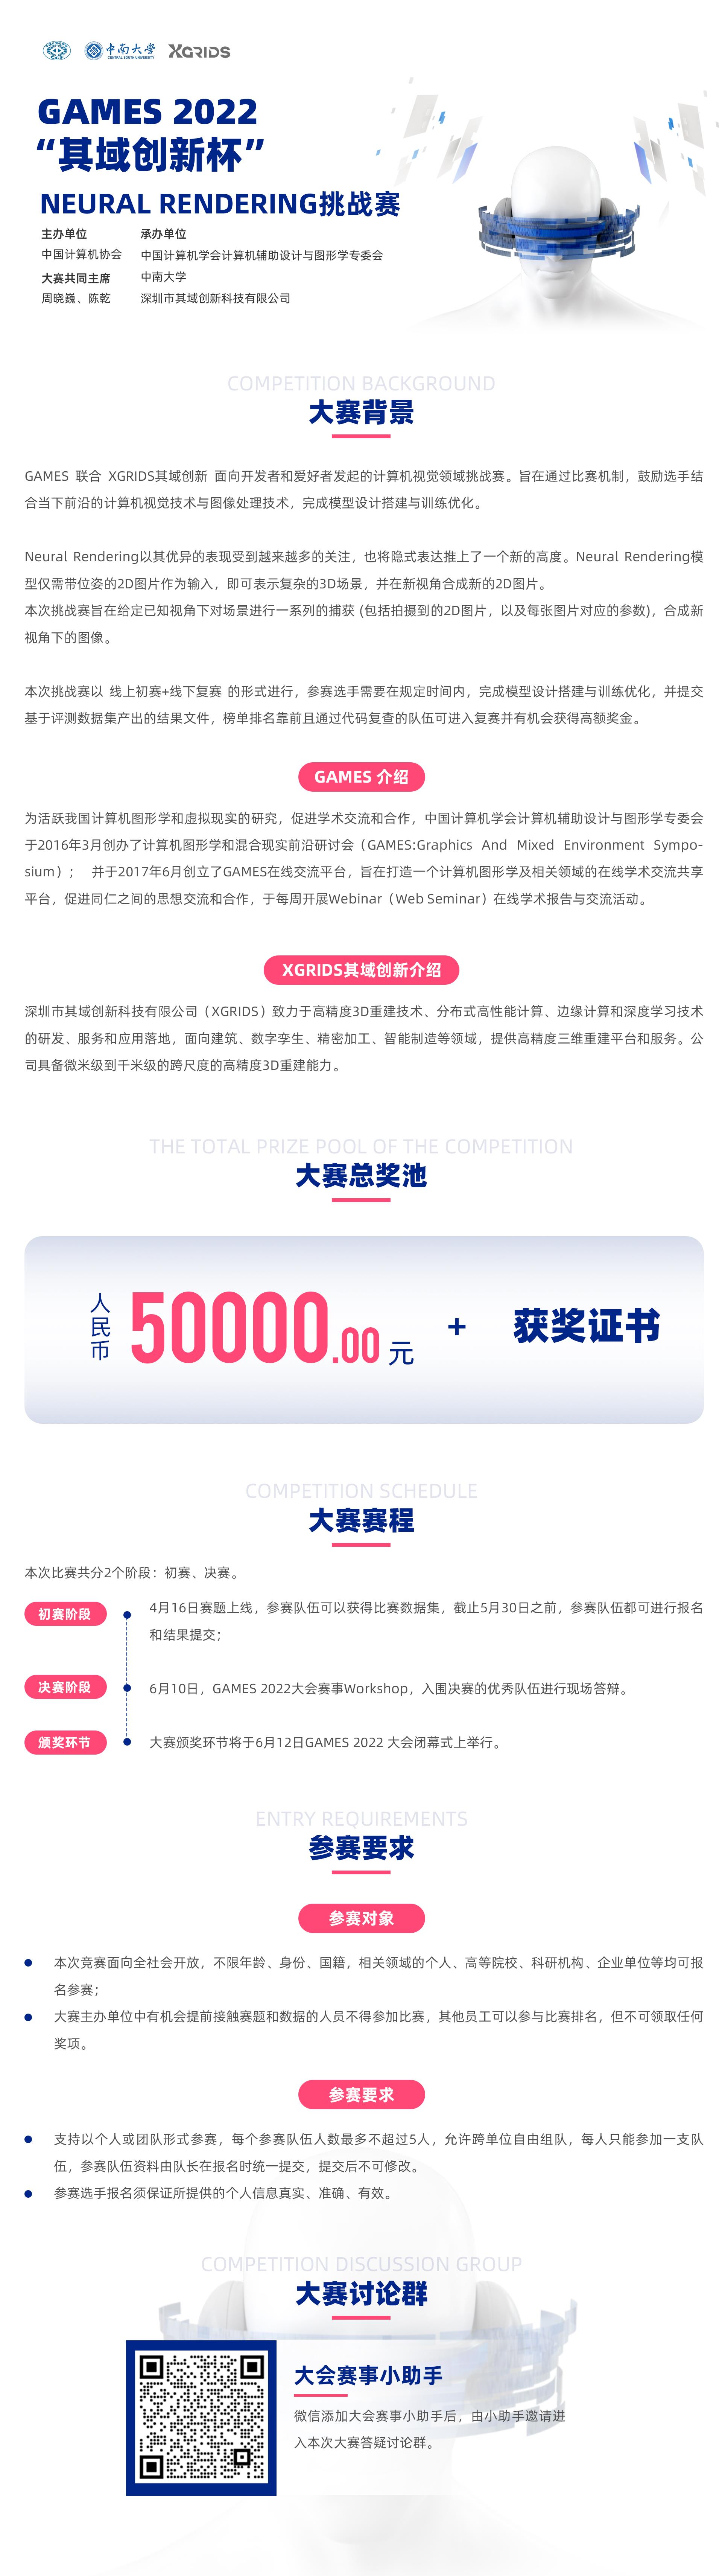 中南大学
CENTRAL SOUTH UNIVERSITY
XGRIDS
GAMES 2022
“其域创新杯”
NEURAL RENDERING挑战赛
主办单位
中国计算机协会
大赛共同主席
周晓巍、陈乾
承办单位
中国计算机学会计算机辅助设计与图形学专委会
中南大学
深圳市其域创新科技有限公司
COMPETITION BACKGROUND
大赛背景
GAMES 联合 XGRIDS其域创新 面向开发者和爱好者发起的计算机视觉领域挑战赛。旨在通过比赛机制，鼓励选手结
合当下前沿的计算机视觉技术与图像处理技术，完成模型设计搭建与训练优化。
Neural Rendering以其优异的表现受到越来越多的关注，也将隐式表达推上了一个新的高度。Neural Rendering模
型仅需带位姿的2D图片作为输入，即可表示复杂的3D场景，并在新视角合成新的2D图片。
本次挑战赛旨在给定已知视角下对场景进行一系列的捕获 (包括拍摄到的2D图片，以及每张图片对应的参数)，合成新
视角下的图像。
本次挑战赛以 线上初赛+线下复赛 的形式进行，参赛选手需要在规定时间内，完成模型设计搭建与训练优化，并提交
基于评测数据集产出的结果文件，榜单排名靠前且通过代码复查的队伍可进入复赛并有机会获得高额奖金。
GAMES 介绍
为活跃我国计算机图形学和虚拟现实的研究，促进学术交流和合作，中国计算机学会计算机辅助设计与图形学专委会
于2016年3月创办了计算机图形学和混合现实前沿研讨会（GAMES:Graphics And Mixed Environment Sympo-
sium）； 并于2017年6月创立了GAMES在线交流平台，旨在打造一个计算机图形学及相关领域的在线学术交流共享
平台，促进同仁之间的思想交流和合作，于每周开展Webinar（Web Seminar）在线学术报告与交流活动。
XGRIDS其域创新介绍
深圳市其域创新科技有限公司（XGRIDS）致力于高精度3D重建技术、分布式高性能计算、边缘计算和深度学习技术
的研发、服务和应用落地，面向建筑、数字孪生、精密加工、智能制造等领域，提供高精度三维重建平台和服务。公
司具备微米级到千米级的跨尺度的高精度3D重建能力。
THE TOTAL PRIZE POOL OF THE COMPETITION
大赛总奖池
人民币 50000.00 元 + 获奖证书
COMPETITION SCHEDULE
大赛赛程
本次比赛共分2个阶段：初赛、决赛。
初赛阶段
4月16日赛题上线，参赛队伍可以获得比赛数据集，截止5月30日之前，参赛队伍都可进行报名
和结果提交；
决赛阶段
6月10日，GAMES 2022大会赛事Workshop，入围决赛的优秀队伍进行现场答辩。
颁奖环节
大赛颁奖环节将于6月12日GAMES 2022 大会闭幕式上举行。
ENTRY REQUIREMENTS
参赛要求
参赛对象
本次竞赛面向全社会开放，不限年龄、身份、国籍，相关领域的个人、高等院校、科研机构、企业单位等均可报
名参赛；
大赛主办单位中有机会提前接触赛题和数据的人员不得参加比赛，其他员工可以参与比赛排名，但不可领取任何
奖项。
参赛要求
支持以个人或团队形式参赛，每个参赛队伍人数最多不超过5人，允许跨单位自由组队，每人只能参加一支队
伍，参赛队伍资料由队长在报名时统一提交，提交后不可修改。
参赛选手报名须保证所提供的个人信息真实、准确、有效。
COMPETITION DISCUSSION GROUP
大赛讨论群
大会赛事小助手
微信添加大会赛事小助手后，由小助手邀请进
入本次大赛答疑讨论群。